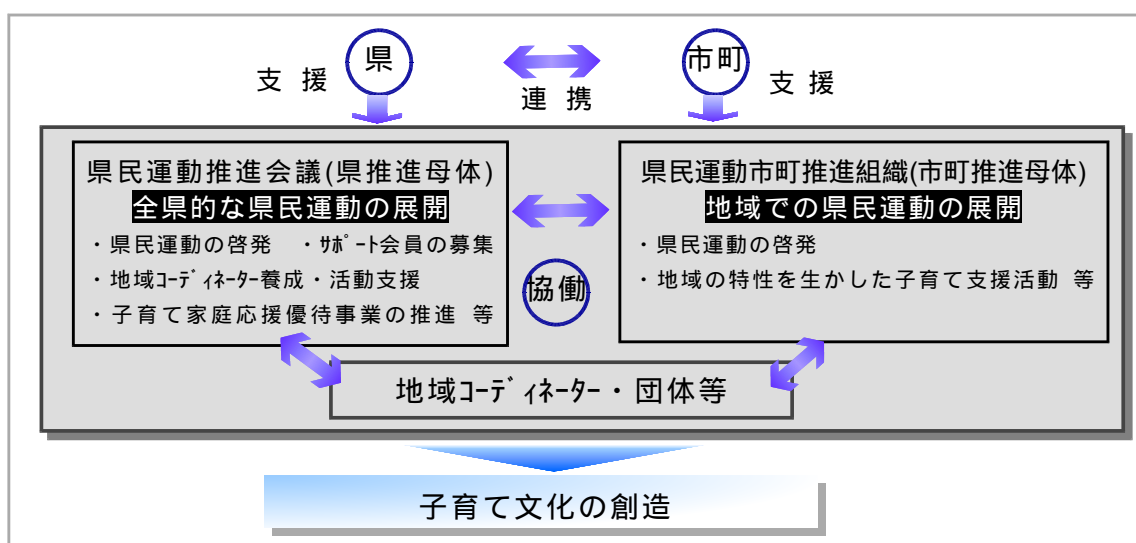 県
市町
支援
連携
支援
県民運動推進会議(県推進母体)
全県的な県民運動の展開
・県民運動の啓発　・ｻﾎﾟｰﾄ会員の募集
・地域ｺｰﾃﾞｨﾈｰﾀｰ養成・活動支援
・子育て家庭応援優待事業の推進 等
県民運動市町推進組織(市町推進母体)
地域での県民運動の展開
・県民運動の啓発
・地域の特性を生かした子育て支援活動 等
協働
地域ｺｰﾃﾞｨﾈｰﾀｰ・団体等
子育て文化の創造